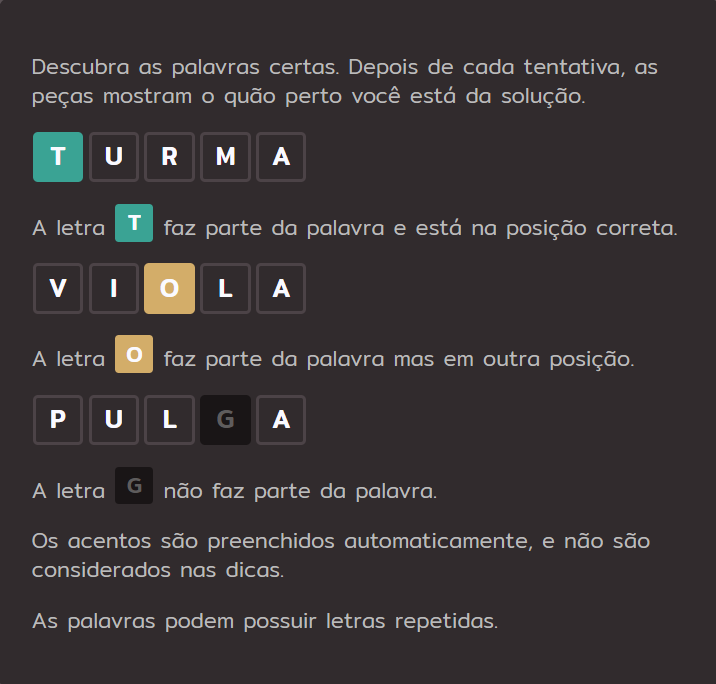 Descubra as palavras certas. Depois de cada tentativa, as
peças mostram o quão perto você está da solução.
T U R M A
A letra T faz parte da palavra e está na posição correta.
V I O L A
A letra O faz parte da palavra mas em outra posição.
P U L G A
A letra G não faz parte da palavra.
Os acentos são preenchidos automaticamente, e não são
considerados nas dicas.
As palavras podem possuir letras repetidas.